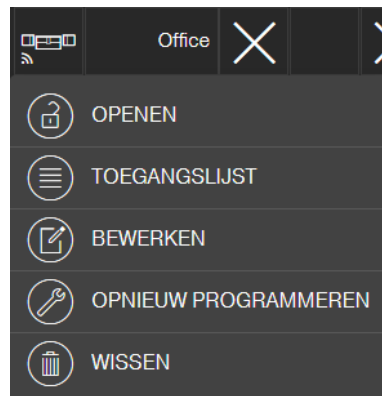 Office
OPENEN
TOEGANGSLIJST
BEWERKEN
OPNIEUW PROGRAMMEREN
WISSEN